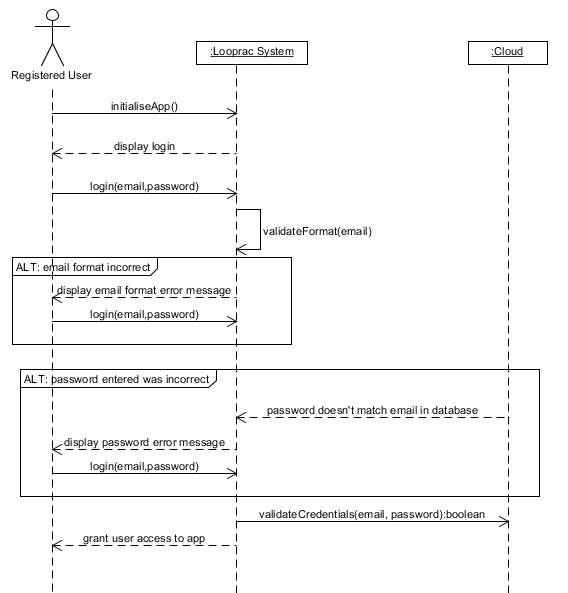 :Looprac System
:Cloud
Registered User
initialiseApp()
display login
login(email,password)
validateFormat(email)
ALT: email format incorrect
display email format error message
login(email,password)
ALT: password entered was incorrect
password doesn't match email in database
display password error message
login(email,password)
validateCredentials(email, password):boolean
grant user access to app